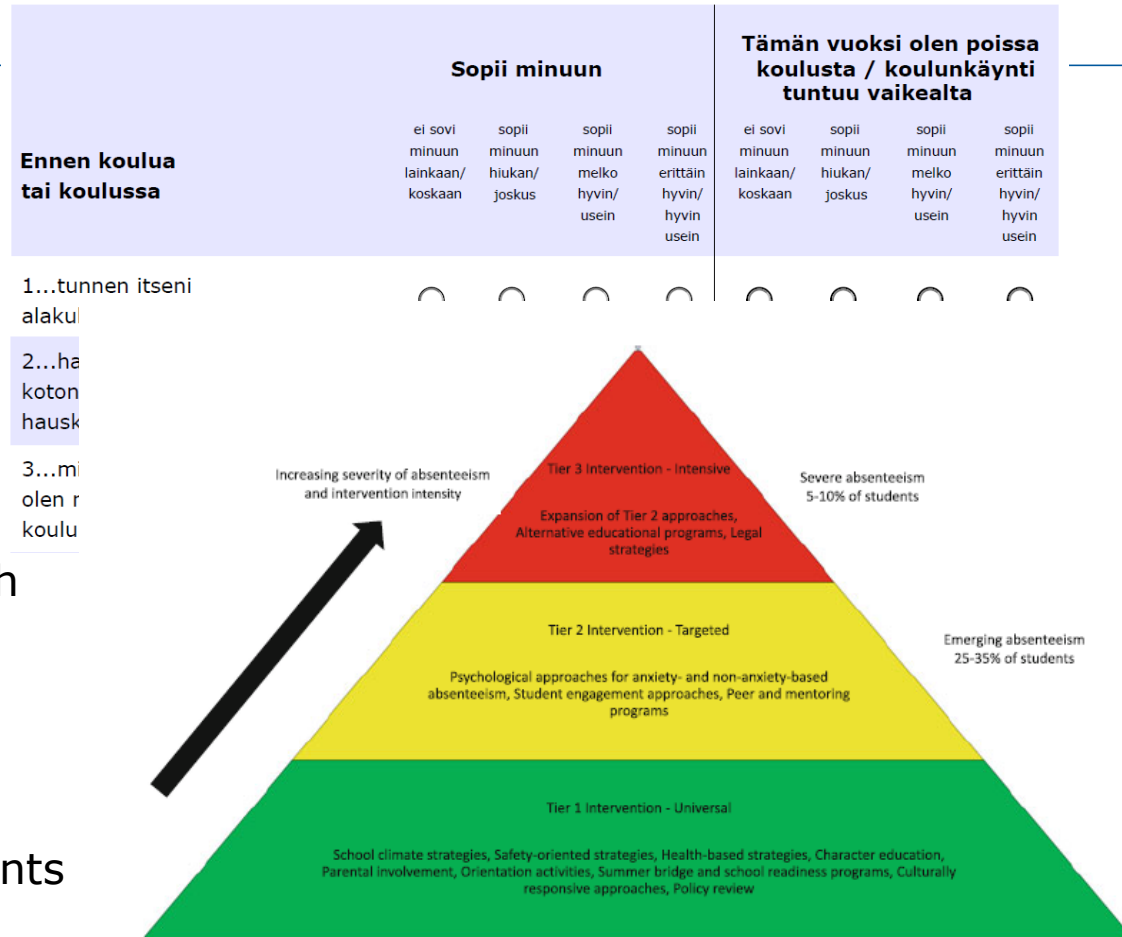 Sopii minuun
Tämän vuoksi olen poissa
koulusta / koulunkäynti
tuntuu vaikealta
Ennen koulua
tai koulussa
ei sovi
minuun
lainkaan/
koskaan
sopii
minuun
hiukan/
joskus
sopii
minuun
melko
hyvin/
usein
sopii
minuun
erittäin
hyvin/
hyvin
usein
ei sovi
minuun
lainkaan/
koskaan
sopii
minuun
hiukan/
joskus
sopii
minuun
melko
hyvin/
usein
sopii
minuun
erittäin
hyvin/
hyvin
usein
1...tunnen itseni
2...
3...
olen
Increasing severity of absenteeism
and intervention intensity
Tier 3 Intervention - Intensive
Expansion of Tier 2 approaches,
Alternative educational programs, Legal
strategies
Severe absenteeism
5-10% of students
Tier 2 Intervention - Targeted
Psychological approaches for anxiety- and non-anxiety-based
absenteeism, Student engagement approaches, Peer and mentoring
programs
Emerging absenteeism
25-35% of students
Tier 1 Intervention - Universal
School climate strategies, Safety-oriented strategies, Health-based strategies, Character education,
Parental involvement, Orientation activities, Summer bridge and school readiness programs, Culturally
responsive approaches, Policy review